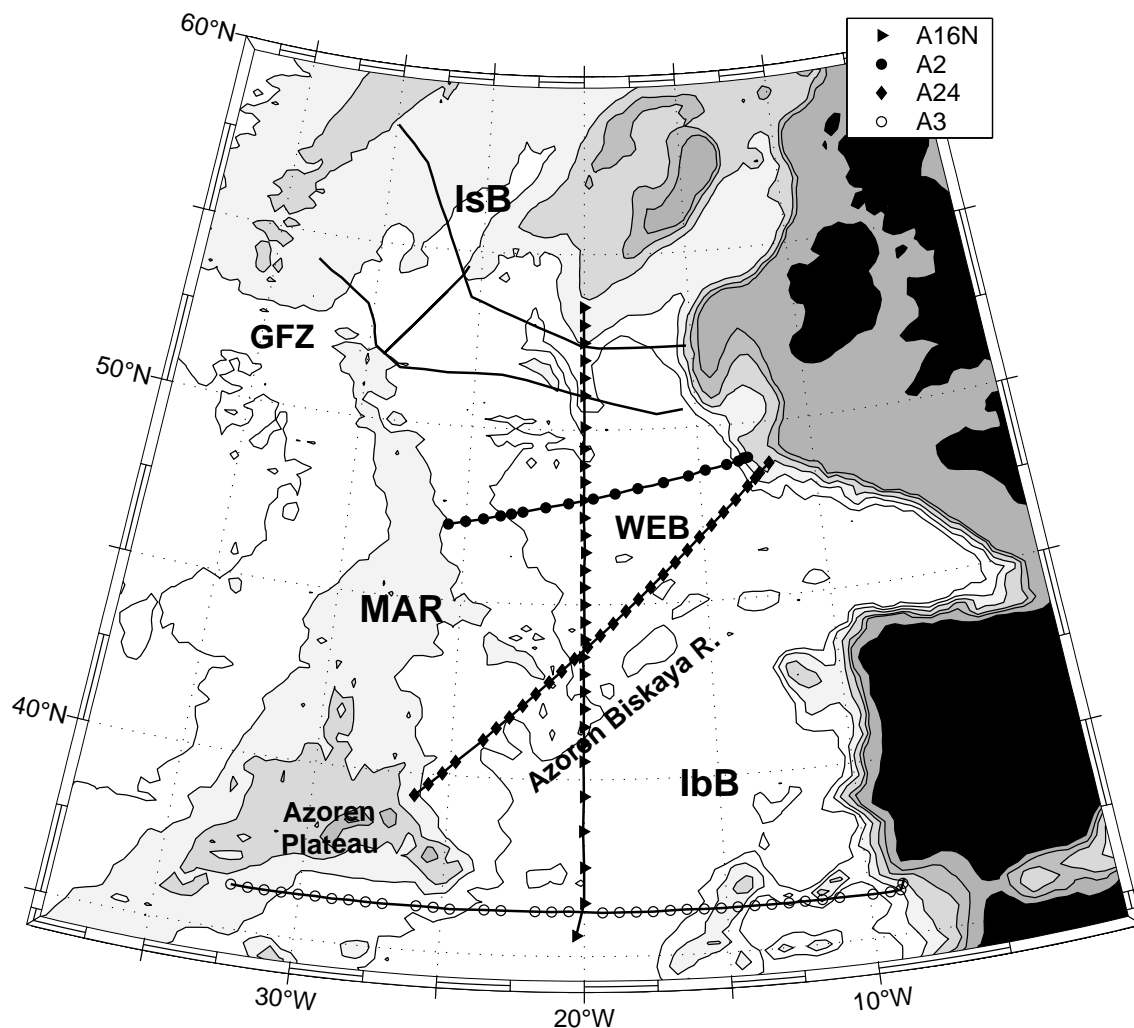 60°N
A16N
A2
A24
A3
IsB
GFZ
50°N
WEB
MAR
Azoren Biskaya R.
40°N
IbB
Azoren
Plateau
30°W
20°W
10°W